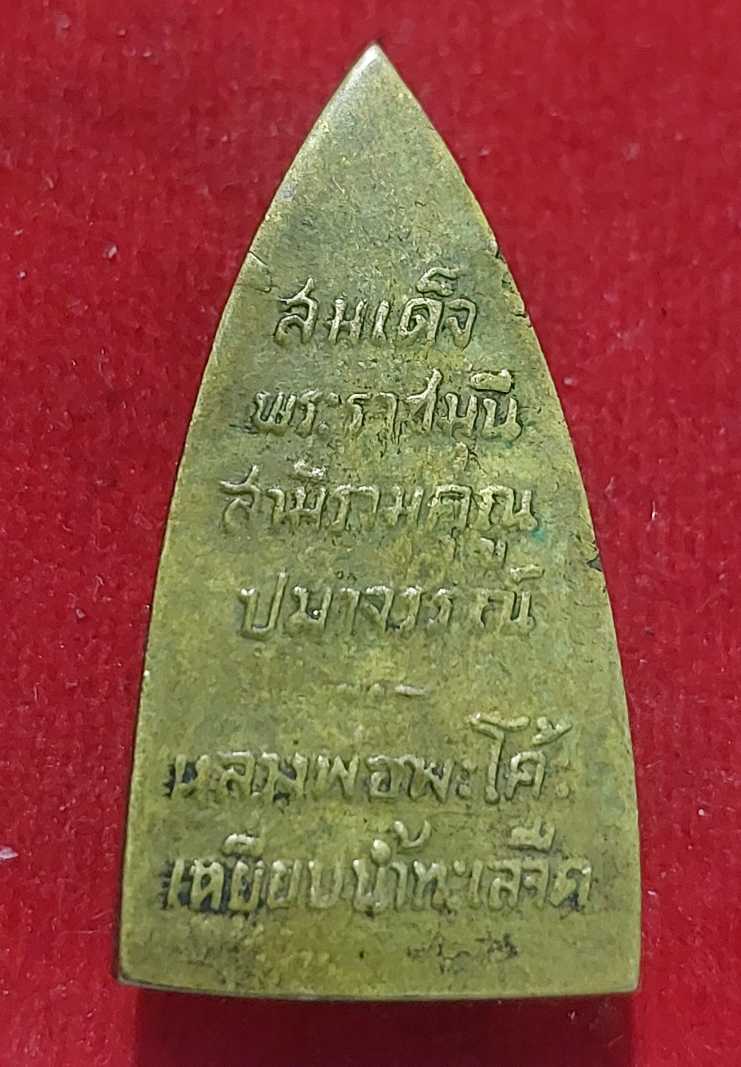 สมเด็จ
พระราชมุนี
สามีรามคุณู
ปมาจารณ์
หลวงพ่อพะโค๊ะ
เหยียบน้ำทะเลจืด